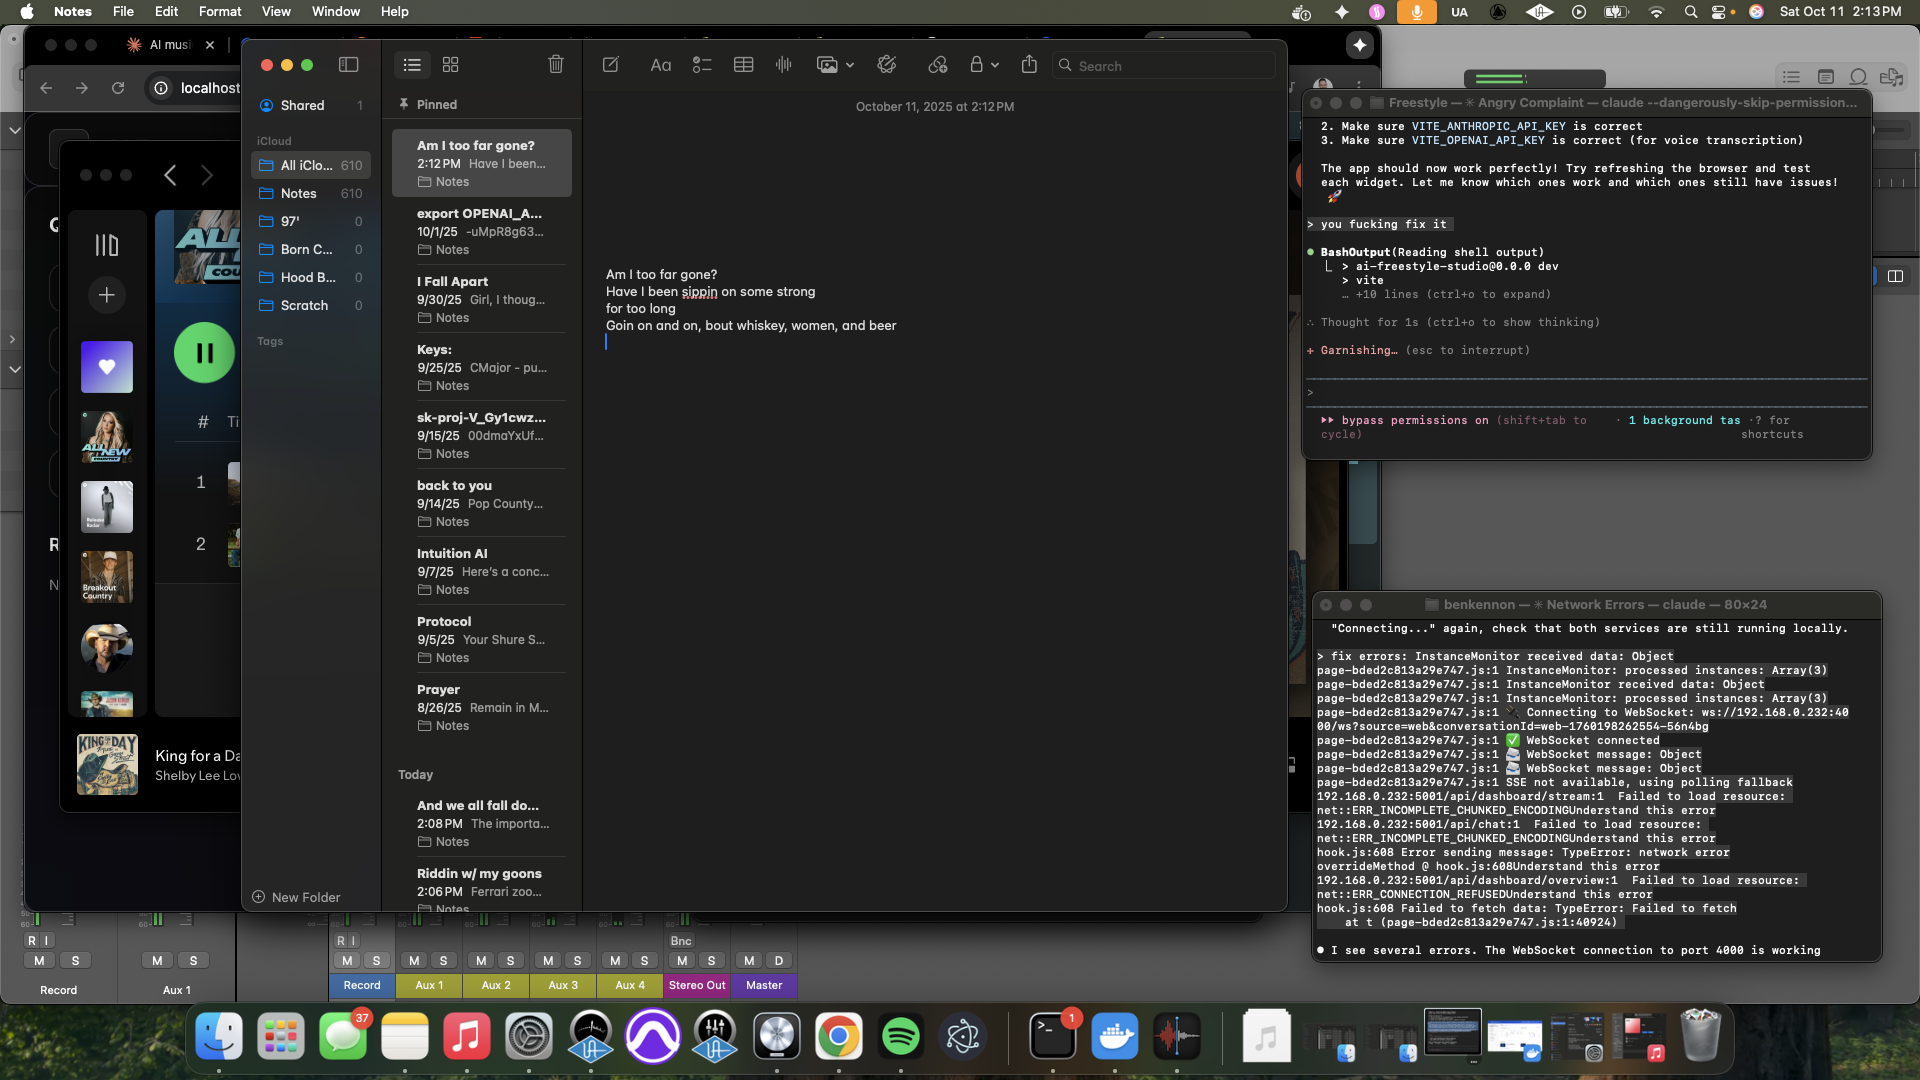 Notes File Edit Format View Window Help
UA
Sat Oct 11 2:13 PM
AI musi
localhost
#
1
2
ALL NEW COUNTRY
Release Radar
Breakout Country
KING for a DAY
King for a Da
Shelby Lee Lov
Shared 1
iCloud
All iClo... 610
Notes 610
97' 0
Born C... 0
Hood B... 0
Scratch 0
Tags
New Folder
Pinned
Am I too far gone?
2:12 PM Have I been...
Notes
export OPENAI_A...
10/1/25 -uMpR8g63...
Notes
I Fall Apart
9/30/25 Girl, I thoug...
Notes
Keys:
9/25/25 CMajor - pu...
Notes
sk-proj-V_Gy1cwz...
9/15/25 00dmaYxUf...
Notes
back to you
9/14/25 Pop County...
Notes
Intuition AI
9/7/25 Here's a conc...
Notes
Protocol
9/5/25 Your Shure S...
Notes
Prayer
8/26/25 Remain in M...
Notes
Today
And we all fall do...
2:08 PM The importa...
Notes
Riddin w/ my goons
2:06 PM Ferrari zoo...
Notes
Aa
Search
October 11, 2025 at 2:12 PM
Am I too far gone?
Have I been sippin on some strong
for too long
Goin on and on, bout whiskey, women, and beer
Freestyle — ✳ Angry Complaint — claude --dangerously-skip-permission...
2. Make sure VITE_ANTHROPIC_API_KEY is correct
3. Make sure VITE_OPENAI_API_KEY is correct (for voice transcription)
The app should now work perfectly! Try refreshing the browser and test
each widget. Let me know which ones work and which ones still have issues!
🚀
> you fucking fix it
● BashOutput(Reading shell output)
⎿ > ai-freestyle-studio@0.0.0 dev
> vite
… +10 lines (ctrl+o to expand)
∴ Thought for 1s (ctrl+o to show thinking)
+ Garnishing… (esc to interrupt)
>
⏵⏵ bypass permissions on (shift+tab to cycle) · 1 background tas · ? for shortcuts
benkennon — ✳ Network Errors — claude — 80×24
"Connecting..." again, check that both services are still running locally.
> fix errors: InstanceMonitor received data: Object
page-bded2c813a29e747.js:1 InstanceMonitor: processed instances: Array(3)
page-bded2c813a29e747.js:1 InstanceMonitor received data: Object
page-bded2c813a29e747.js:1 InstanceMonitor: processed instances: Array(3)
page-bded2c813a29e747.js:1 🔌 Connecting to WebSocket: ws://192.168.0.232:40
00/ws?source=web&conversationId=web-1760198262554-56n4bg
page-bded2c813a29e747.js:1 ✅ WebSocket connected
page-bded2c813a29e747.js:1 📨 WebSocket message: Object
page-bded2c813a29e747.js:1 📨 WebSocket message: Object
page-bded2c813a29e747.js:1 SSE not available, using polling fallback
192.168.0.232:5001/api/dashboard/stream:1 Failed to load resource:
net::ERR_INCOMPLETE_CHUNKED_ENCODINGUnderstand this error
192.168.0.232:5001/api/chat:1 Failed to load resource:
net::ERR_INCOMPLETE_CHUNKED_ENCODINGUnderstand this error
hook.js:608 Error sending message: TypeError: network error
overrideMethod @ hook.js:608Understand this error
192.168.0.232:5001/api/dashboard/overview:1 Failed to load resource:
net::ERR_CONNECTION_REFUSEDUnderstand this error
hook.js:608 Failed to fetch data: TypeError: Failed to fetch
at t (page-bded2c813a29e747.js:1:40924)
● I see several errors. The WebSocket connection to port 4000 is working
R I
M S
Record
M S
Aux 1
R I
M S
Record
M S
Aux 1
M S
Aux 2
M S
Aux 3
M S
Aux 4
Bnc
M S
Stereo Out
M D
Master
37
1